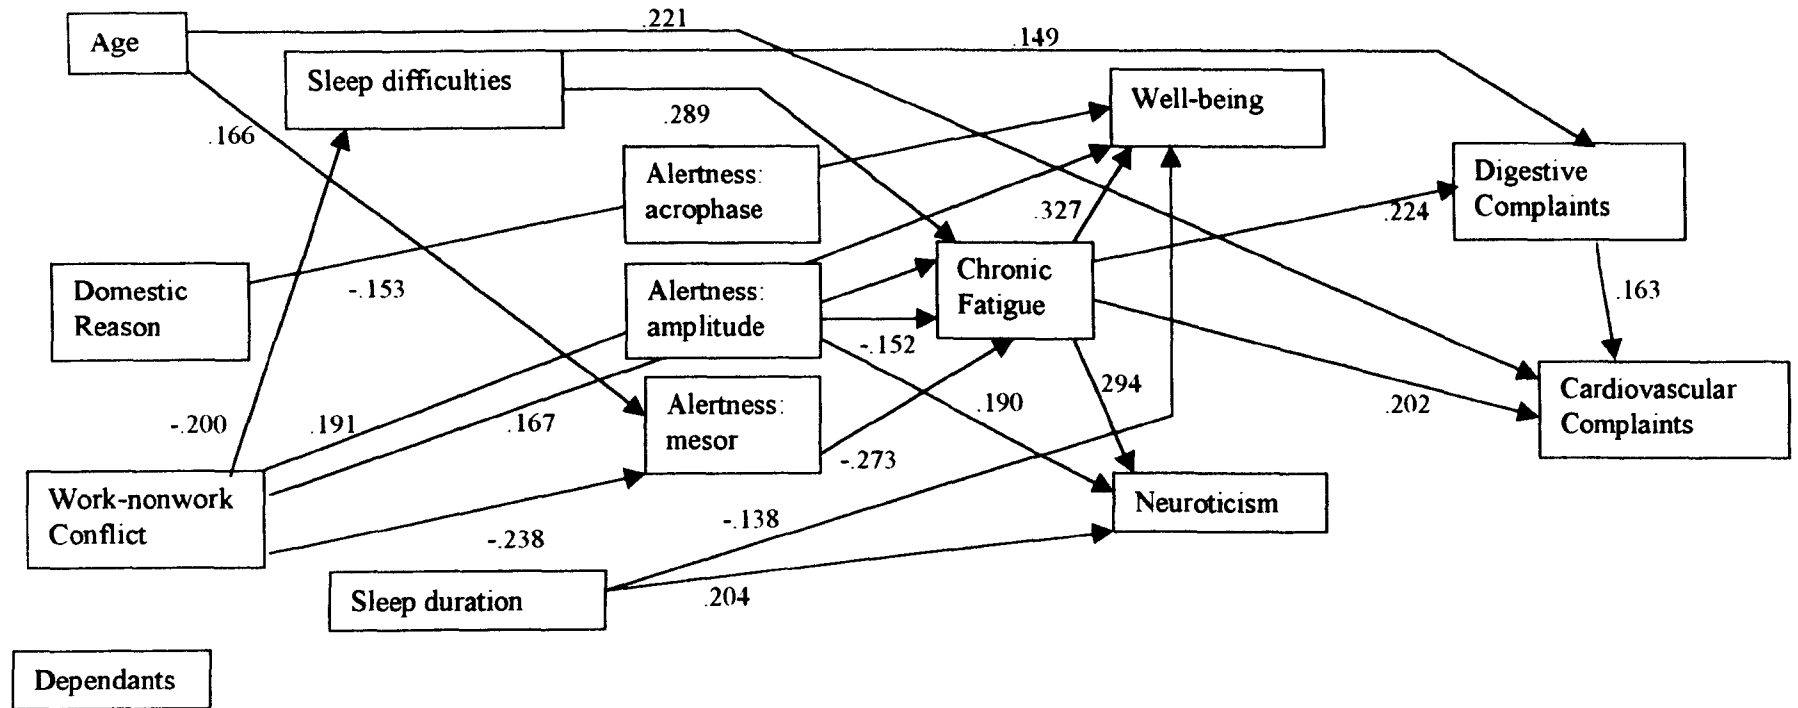 .221
Age
.149
Sleep difficulties
Well-being
.289
.166
Alertness:
acrophase
Digestive
Complaints
.327
.224
Domestic
Reason
-.153
Alertness:
amplitude
Chronic
Fatigue
.163
-.152
Cardiovascular
Complaints
Alertness:
mesor
294
.190
.202
-.200
.191
.167
-.273
Work-nonwork
Conflict
Neuroticism
-.138
-.238
Sleep duration
.204
Dependants